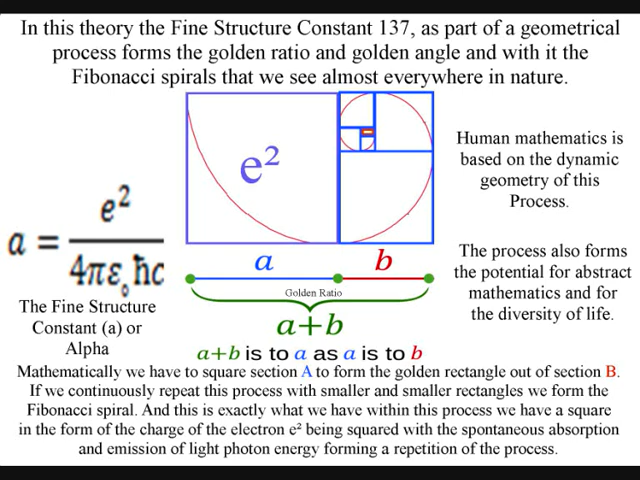 In this theory the Fine Structure Constant 137, as part of a geometrical
process forms the golden ratio and golden angle and with it the
Fibonacci spirals that we see almost everywhere in nature.
e²
Human mathematics is
based on the dynamic
geometry of this
Process.
a = e² / 4πε₀ħc
a b
The process also forms
the potential for abstract
mathematics and for
the diversity of life.
Golden Ratio
The Fine Structure
Constant (a) or
Alpha
a+b
a+b is to a as a is to b
Mathematically we have to square section A to form the golden rectangle out of section B.
If we continuously repeat this process with smaller and smaller rectangles we form the
Fibonacci spiral. And this is exactly what we have within this process we have a square
in the form of the charge of the electron e² being squared with the spontaneous absorption
and emission of light photon energy forming a repetition of the process.